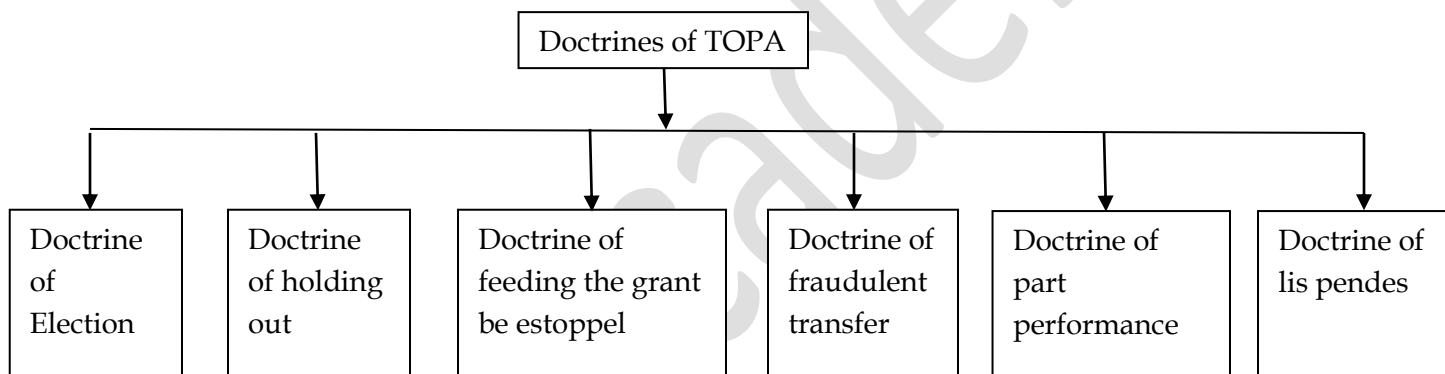 Doctrines of TOPA
Doctrine
of
Election
Doctrine
of holding
out
Doctrine of
feeding the grant
be estoppel
Doctrine of
fraudulent
transfer
Doctrine of
part
performance
Doctrine of
lis pendes